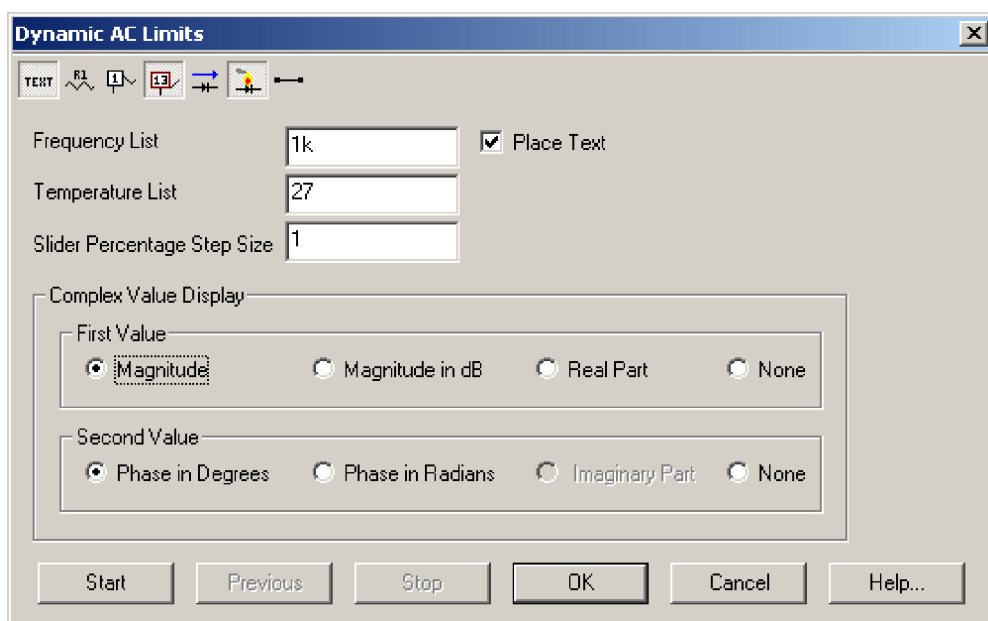 Dynamic AC Limits
TEXT R1 1 13
Frequency List 1k Place Text
Temperature List 27
Slider Percentage Step Size 1
Complex Value Display
First Value
Magnitude Magnitude in dB Real Part None
Second Value
Phase in Degrees Phase in Radians Imaginary Part None
Start Previous Stop OK Cancel Help...